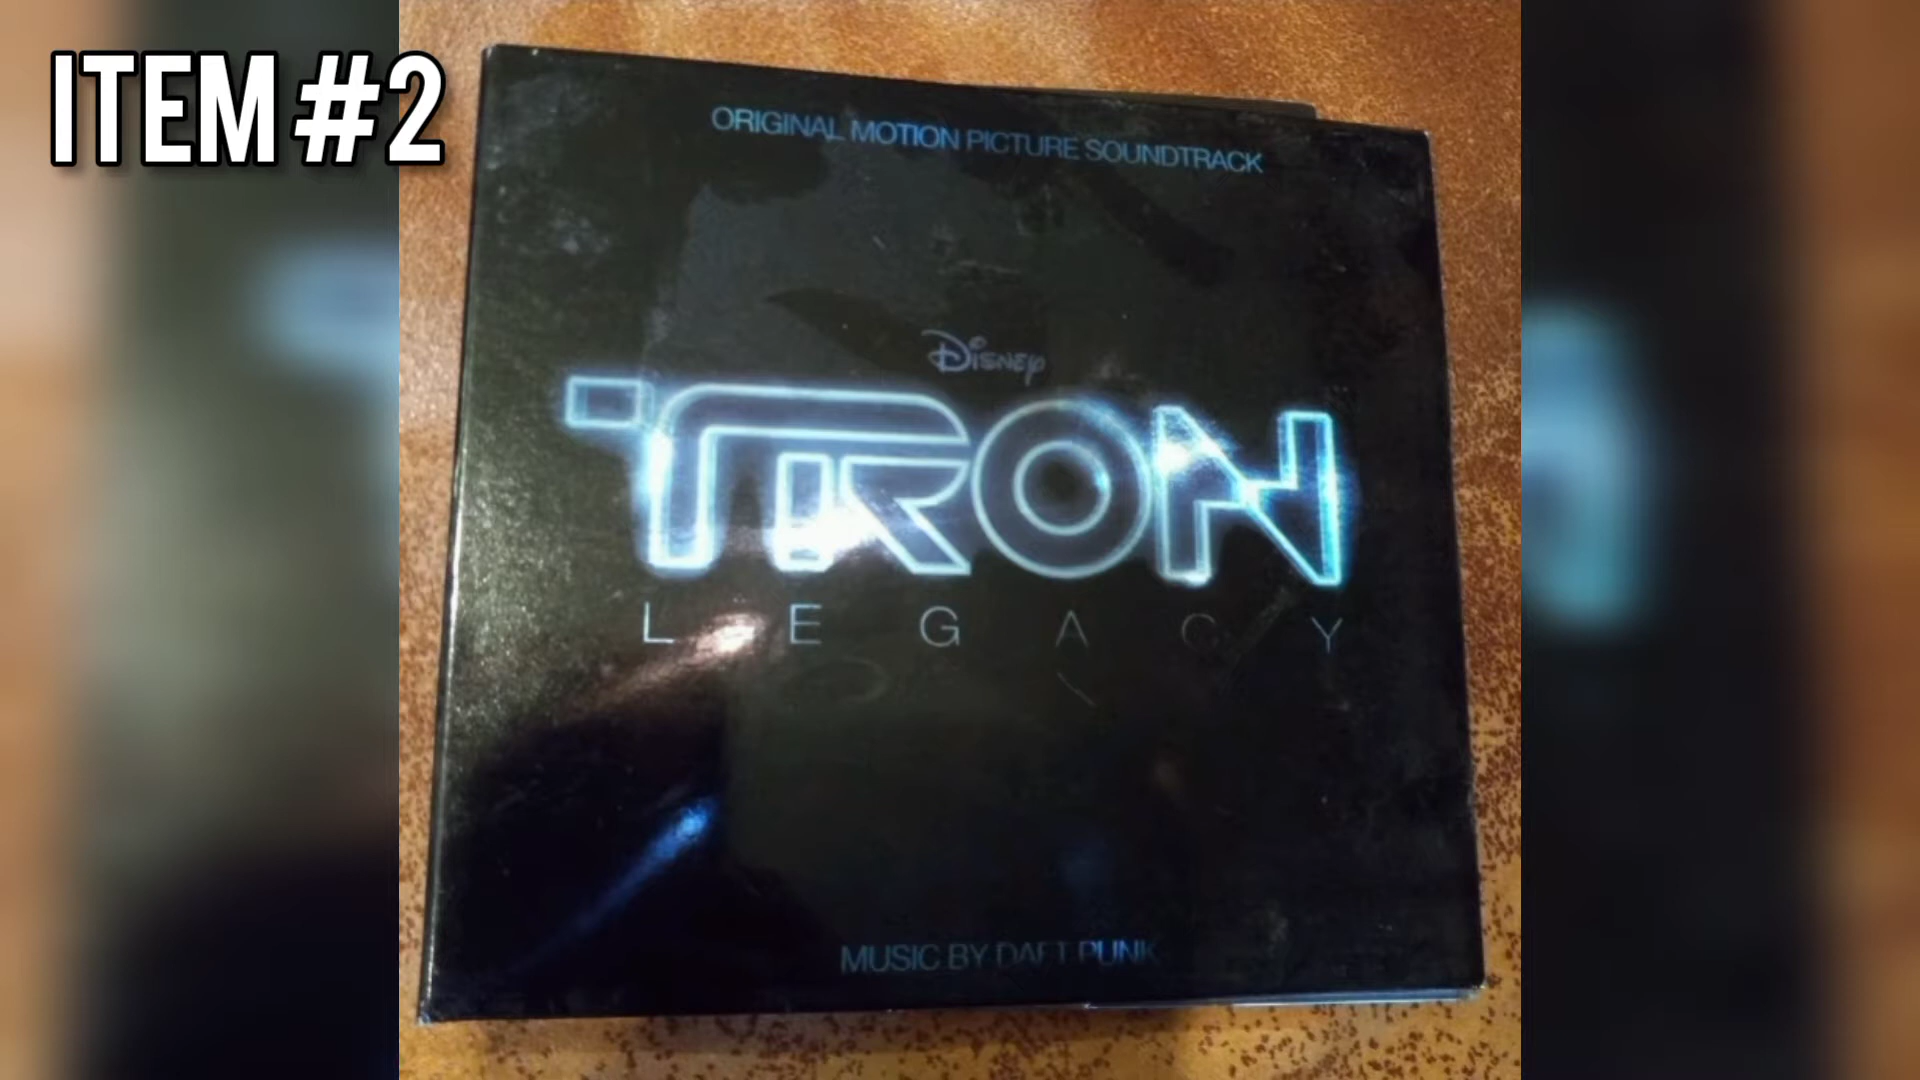 ITEM #2
ORIGINAL MOTION PICTURE SOUNDTRACK
DISNEY
TRON
LEGACY
MUSIC BY DAFT PUNK